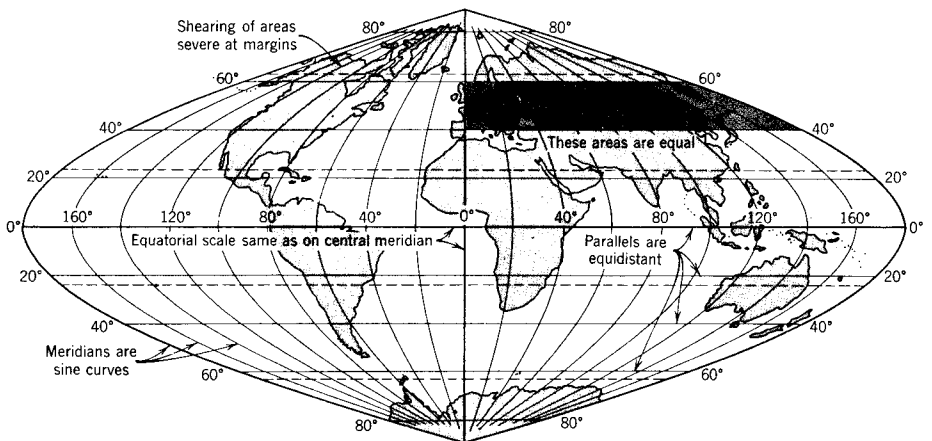 80° 80°
Shearing of areas
severe at margins
60° 60°
40° 40°
These areas are equal
20° 20°
0° 160° 120° 80° 40° 0° 40° 80° 120° 160° 0°
Equatorial scale same as on central meridian
Parallels are
equidistant
20° 20°
40° 40°
Meridians are
sine curves
60° 60°
80° 80°